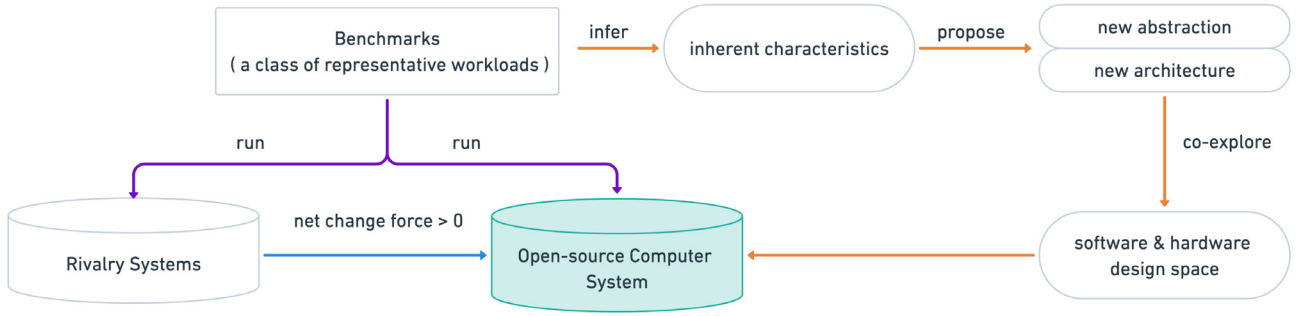 Benchmarks
( a class of representative workloads )
infer
inherent characteristics
propose
new abstraction
new architecture
run
run
co-explore
Rivalry Systems
net change force > 0
Open-source Computer
System
software & hardware
design space